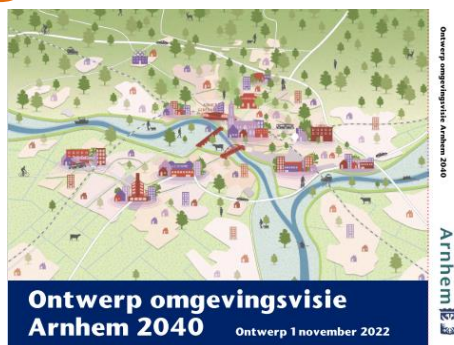 Ontwerp omgevingsvisie
Arnhem 2040 Ontwerp 1 november 2022
Ontwerp omgevingsvisie Arnhem 2040
Arnhem